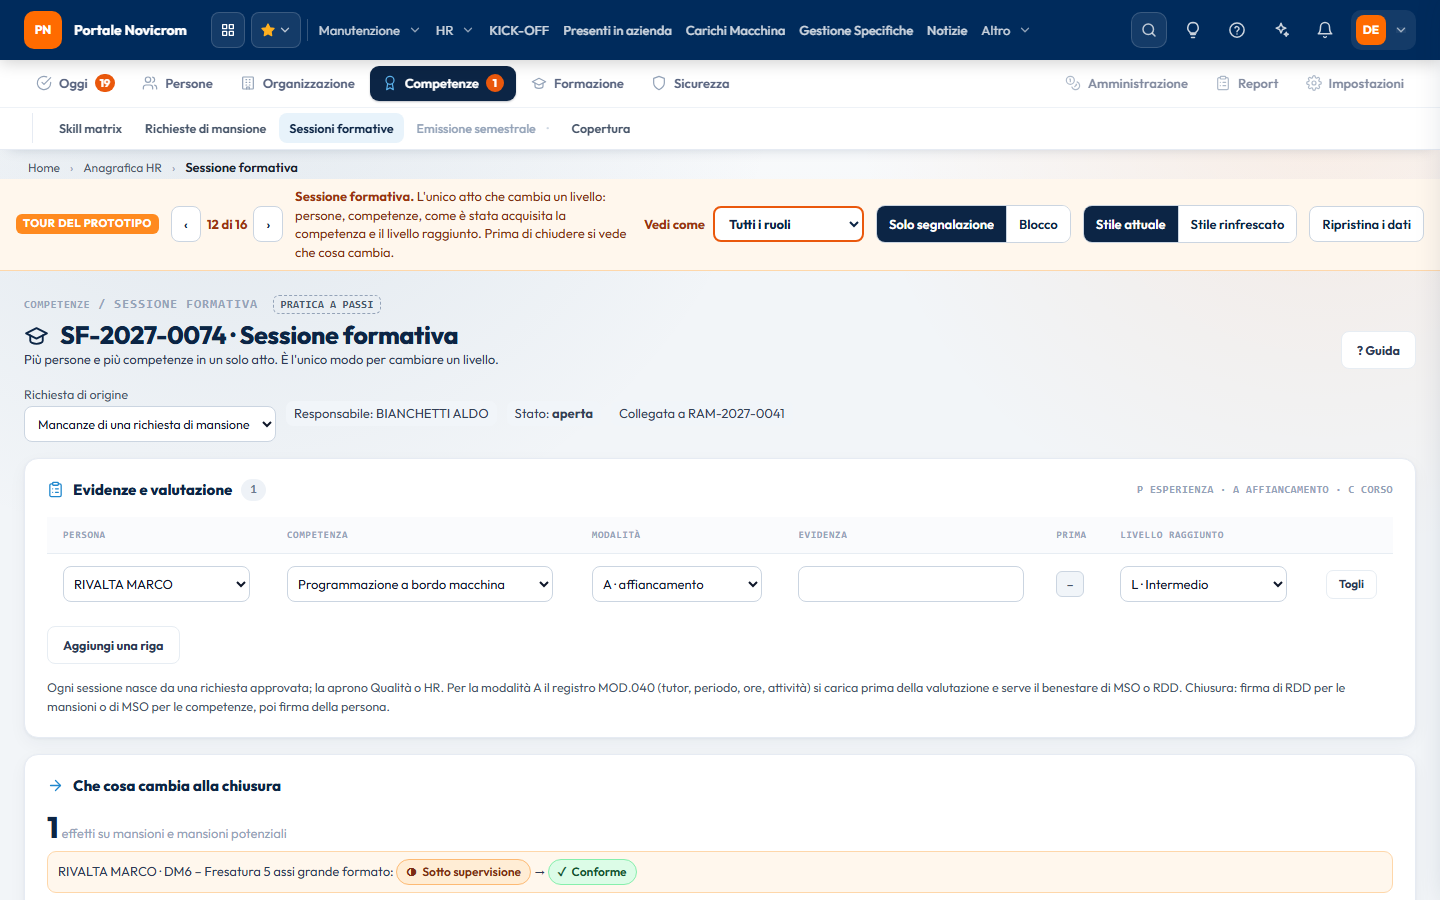 PN Portale Novicrom Manutenzione HR KICK-OFF Presenti in azienda Carichi Macchina Gestione Specifiche Notizie Altro DE
Oggi 19 Persone Organizzazione Competenze 1 Formazione Sicurezza Amministrazione Report Impostazioni
Skill matrix Richieste di mansione Sessioni formative Emissione semestrale · Copertura
Home › Anagrafica HR › Sessione formativa
TOUR DEL PROTOTIPO ‹ 12 di 16 ›
Sessione formativa. L'unico atto che cambia un livello:
persone, competenze, come è stata acquisita la
competenza e il livello raggiunto. Prima di chiudere si vede
che cosa cambia.
Vedi come Tutti i ruoli Solo segnalazione Blocco Stile attuale Stile rinfrescato Ripristina i dati
COMPETENZE / SESSIONE FORMATIVA PRATICA A PASSI
SF-2027-0074 · Sessione formativa
Più persone e più competenze in un solo atto. È l'unico modo per cambiare un livello.
? Guida
Richiesta di origine
Mancanze di una richiesta di mansione Responsabile: BIANCHETTI ALDO Stato: aperta Collegata a RAM-2027-0041
Evidenze e valutazione 1 P ESPERIENZA · A AFFIANCAMENTO · C CORSO
PERSONA COMPETENZA MODALITÀ EVIDENZA PRIMA LIVELLO RAGGIUNTO
RIVALTA MARCO Programmazione a bordo macchina A · affiancamento – L · Intermedio Togli
Aggiungi una riga
Ogni sessione nasce da una richiesta approvata; la aprono Qualità o HR. Per la modalità A il registro MOD.040 (tutor, periodo, ore, attività) si carica prima della valutazione e serve il benestare di MSO o RDD. Chiusura: firma di RDD per le
mansioni o di MSO per le competenze, poi firma della persona.
Che cosa cambia alla chiusura
1 effetti su mansioni e mansioni potenziali
RIVALTA MARCO · DM6 – Fresatura 5 assi grande formato: Sotto supervisione → ✓ Conforme